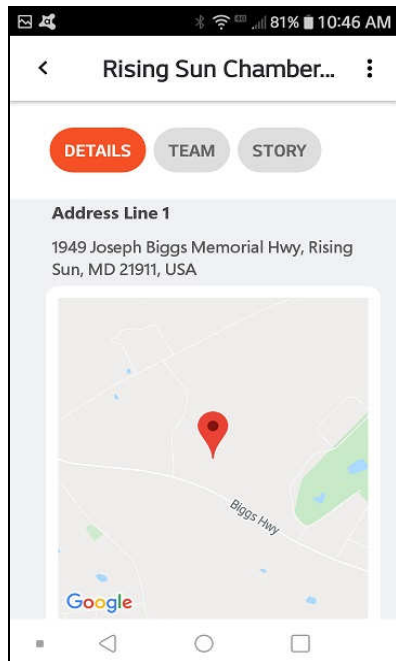 81% 10:46 AM
Rising Sun Chamber...
DETAILS TEAM STORY
Address Line 1
1949 Joseph Biggs Memorial Hwy, Rising
Sun, MD 21911, USA
Biggs Hwy
Google